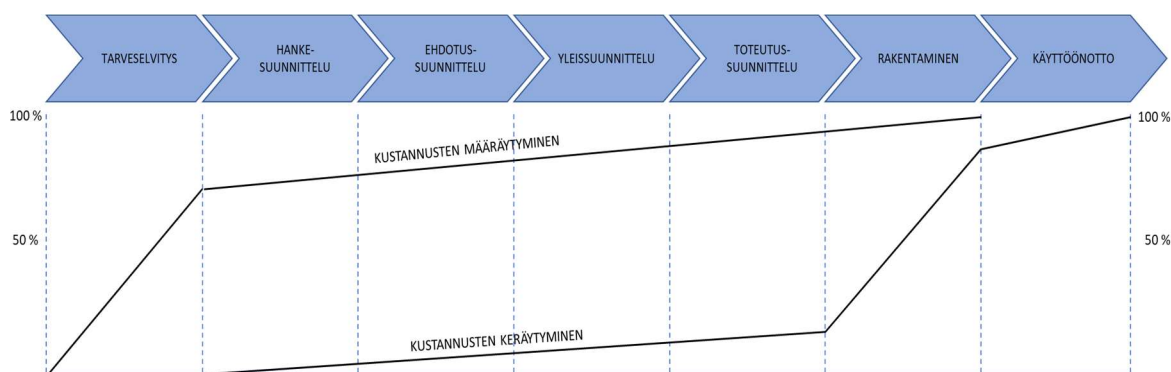 TARVESELVITYS
HANKE-
SUUNNITTELU
EHDOTUS-
SUUNNITTELU
YLEISSUUNNITTELU
TOTEUTUS-
SUUNNITTELU
RAKENTAMINEN
KÄYTTÖÖNOTTO
100 %
100 %
KUSTANNUSTEN MÄÄRÄYTYMINEN
50 %
50 %
KUSTANNUSTEN KERÄYTYMINEN